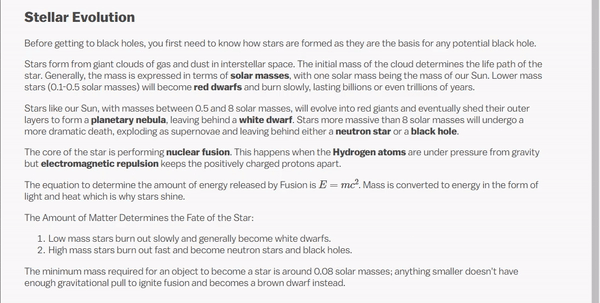 Stellar Evolution
Before getting to black holes, you first need to know how stars are formed as they are the basis for any potential black hole.
Stars form from giant clouds of gas and dust in interstellar space. The initial mass of the cloud determines the life path of the
star. Generally, the mass is expressed in terms of solar masses, with one solar mass being the mass of our Sun. Lower mass
stars (0.1-0.5 solar masses) will become red dwarfs and burn slowly, lasting billions or even trillions of years.
Stars like our Sun, with masses between 0.5 and 8 solar masses, will evolve into red giants and eventually shed their outer
layers to form a planetary nebula, leaving behind a white dwarf. Stars more massive than 8 solar masses will undergo a
more dramatic death, exploding as supernovae and leaving behind either a neutron star or a black hole.
The core of the star is performing nuclear fusion. This happens when the Hydrogen atoms are under pressure from gravity
but electromagnetic repulsion keeps the positively charged protons apart.
The equation to determine the amount of energy released by Fusion is E = mc². Mass is converted to energy in the form of
light and heat which is why stars shine.
The Amount of Matter Determines the Fate of the Star:
1. Low mass stars burn out slowly and generally become white dwarfs.
2. High mass stars burn out fast and become neutron stars and black holes.
The minimum mass required for an object to become a star is around 0.08 solar masses; anything smaller doesn't have
enough gravitational pull to ignite fusion and becomes a brown dwarf instead.